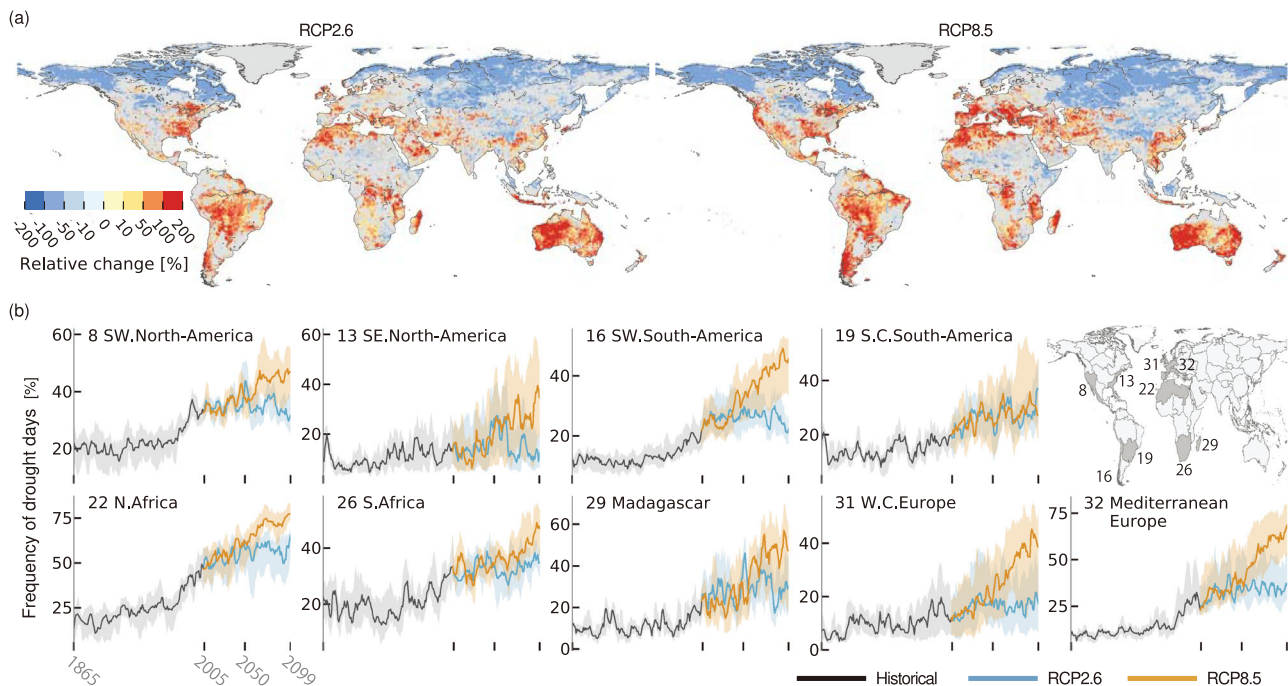 (a)
RCP2.6
RCP8.5
-200
-100
-50
-10
0
10
50
100
200
Relative change [%]
(b)
Frequency of drought days [%]
8 SW.North-America
60
40
20
13 SE.North-America
40
20
16 SW.South-America
40
20
19 S.C.South-America
40
20
31
32
8
13
22
19
29
16
26
22 N.Africa
75
50
25
26 S.Africa
40
20
29 Madagascar
60
40
20
0
31 W.C.Europe
40
20
0
32 Mediterranean
Europe
75
50
25
1865
2005
2050
2099
Historical
RCP2.6
RCP8.5